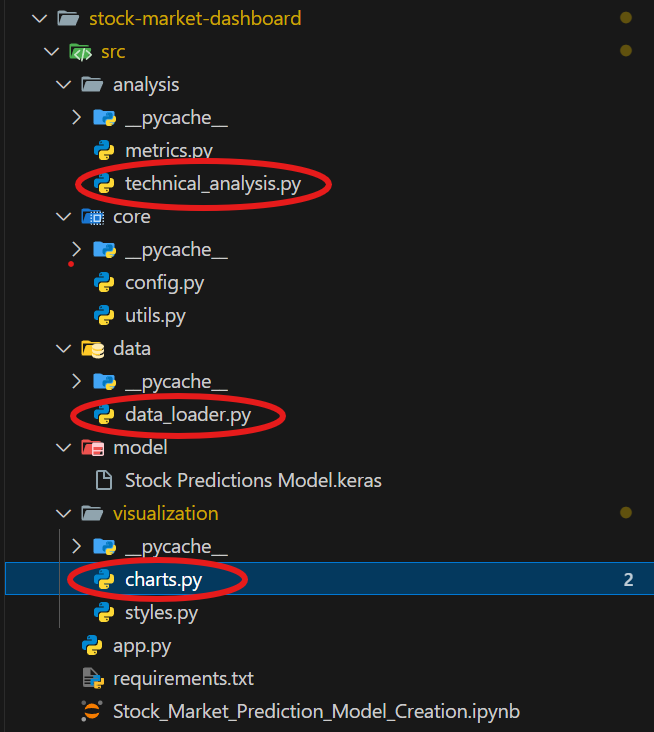 stock-market-dashboard
src
analysis
__pycache__
metrics.py
technical_analysis.py
core
__pycache__
config.py
utils.py
data
__pycache__
data_loader.py
model
Stock Predictions Model.keras
visualization
__pycache__
charts.py 2
styles.py
app.py
requirements.txt
Stock_Market_Prediction_Model_Creation.ipynb